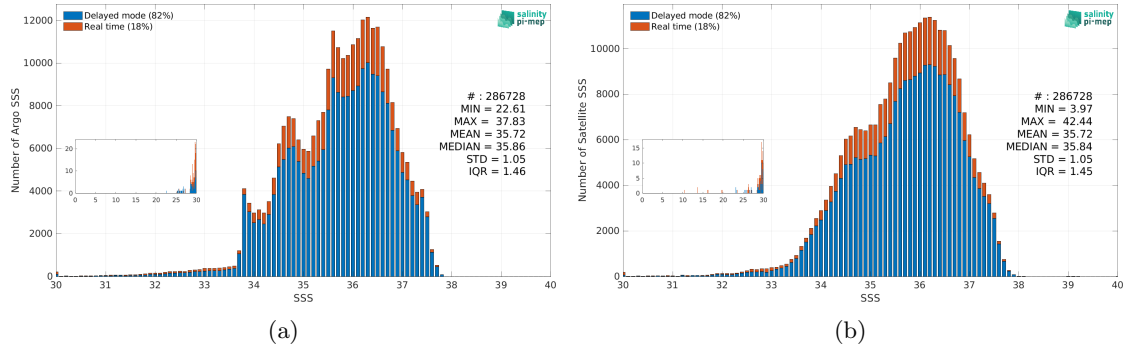 Delayed mode (82%)
Real time (18%)
salinity
pi-mep
12000
10000
8000
6000
4000
2000
0
Number of Argo SSS
# : 286728
MIN = 22.61
MAX = 37.83
MEAN = 35.72
MEDIAN = 35.86
STD = 1.05
IQR = 1.46
20
10
0
0 5 10 15 20 25 30
30 31 32 33 34 35 36 37 38 39 40
SSS
(a)
Delayed mode (82%)
Real time (18%)
salinity
pi-mep
10000
8000
6000
4000
2000
0
Number of Satellite SSS
# : 286728
MIN = 3.97
MAX = 42.44
MEAN = 35.72
MEDIAN = 35.84
STD = 1.05
IQR = 1.45
15
10
5
0
0 5 10 15 20 25 30
30 31 32 33 34 35 36 37 38 39 40
SSS
(b)